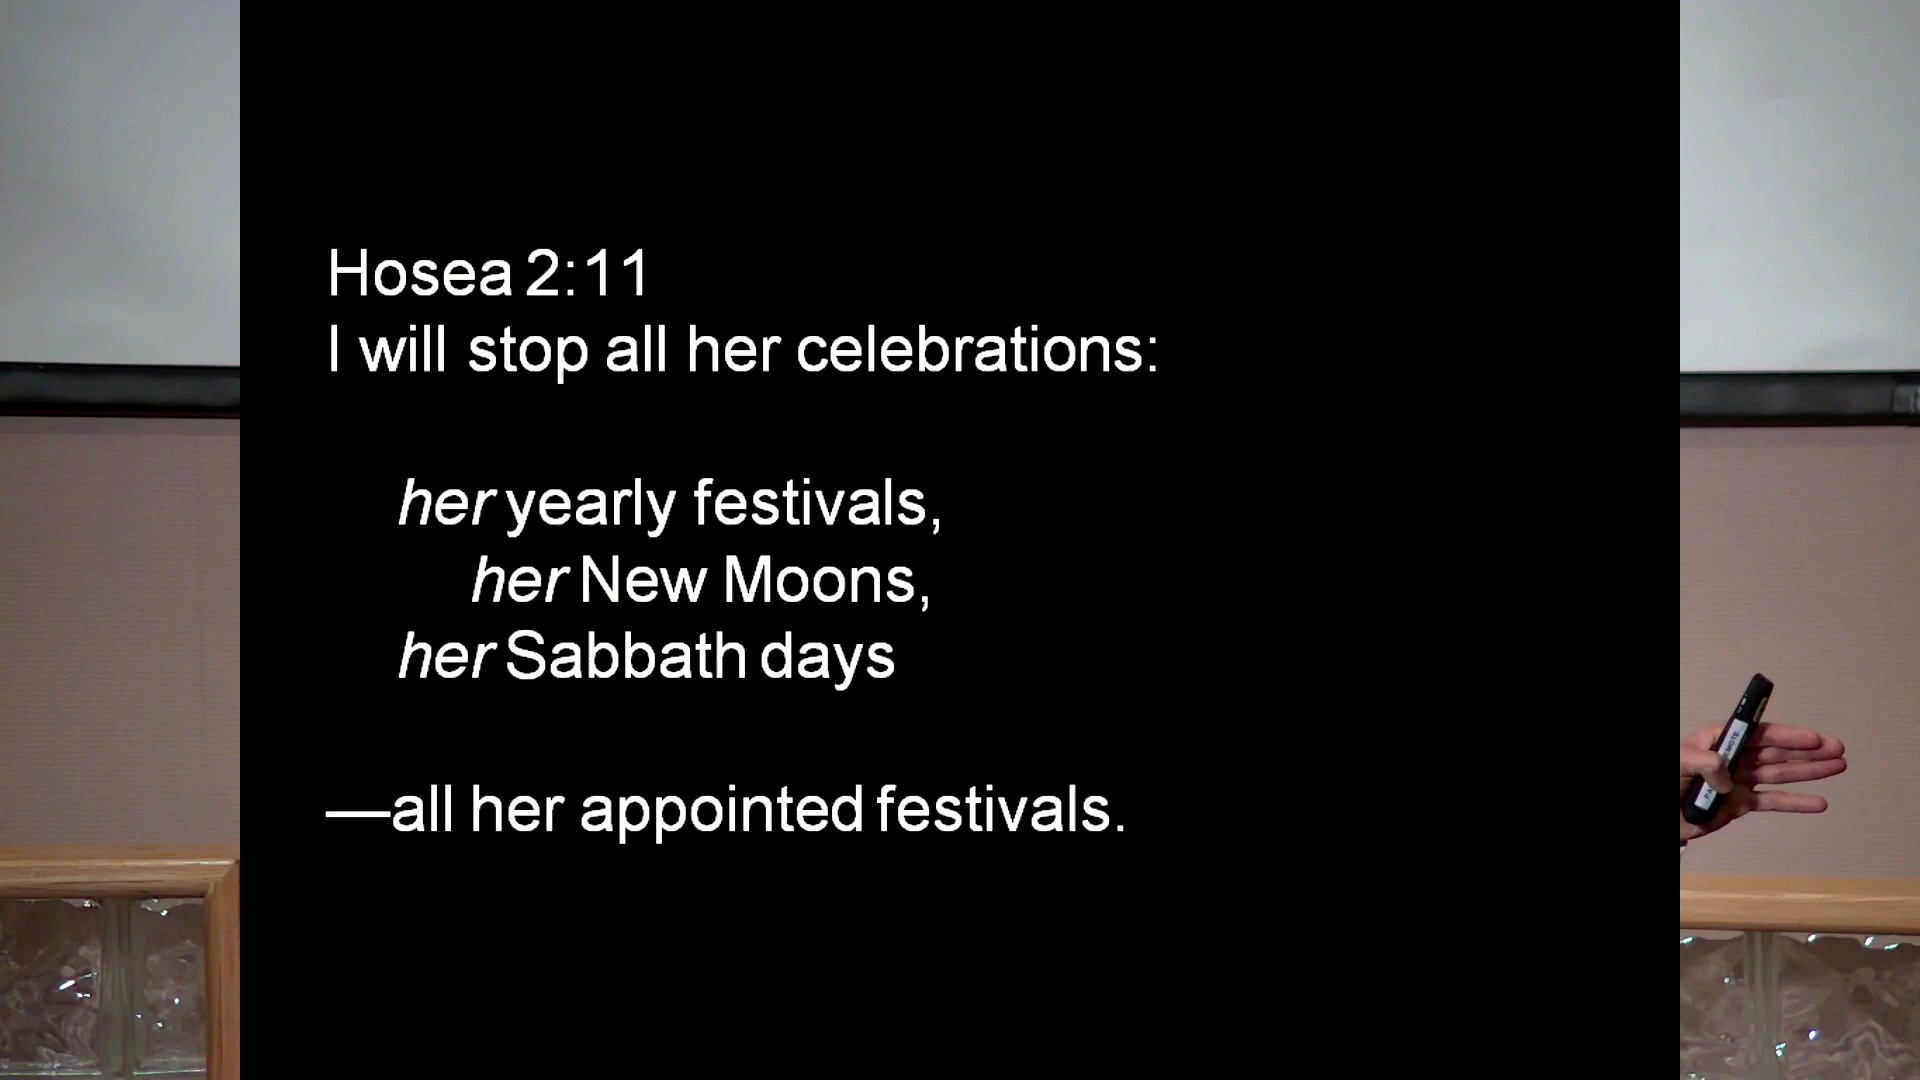 Hosea 2:11
I will stop all her celebrations:
her yearly festivals,
her New Moons,
her Sabbath days
—all her appointed festivals.